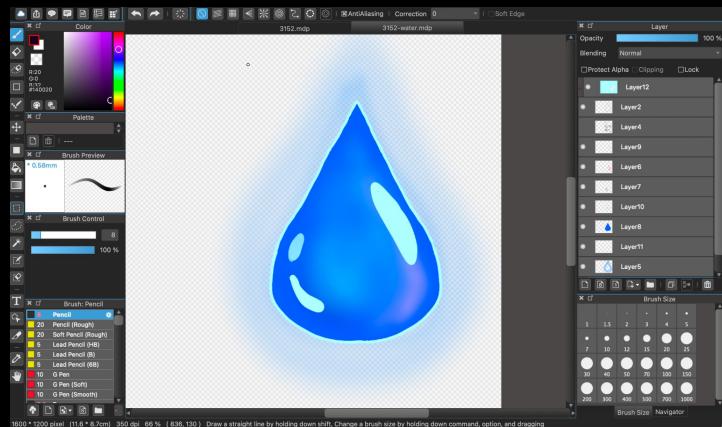 AntiAliasing Correction 0 Soft Edge
Color
3152.mdp 3152-water.mdp
Layer
Opacity 100 %
Blending Normal
Protect Alpha Clipping Lock
R:20
G:0
#140020
Palette
---
Brush Preview
* 0.58mm
Brush Control
8
100 %
Layer12
Layer2
Layer4
Layer9
Layer6
Layer7
Layer10
Layer8
Layer11
Layer5
Brush: Pencil
8 Pencil
20 Pencil (Rough)
20 Soft Pencil (Rough)
5 Lead Pencil (HB)
5 Lead Pencil (B)
5 Lead Pencil (6B)
10 G Pen
10 G Pen (Soft)
10 G Pen (Smooth)
Brush Size
1 1.5 2 3 4 5
7 10 12 15 20 25
30 40 50 70 100 150
200 300 400 500 700 1000
Brush Size Navigator
1600 * 1200 pixel (11.6 * 8.7cm) 350 dpi 66 % ( 836, 130 ) Draw a straight line by holding down shift, Change a brush size by holding down command, option, and dragging